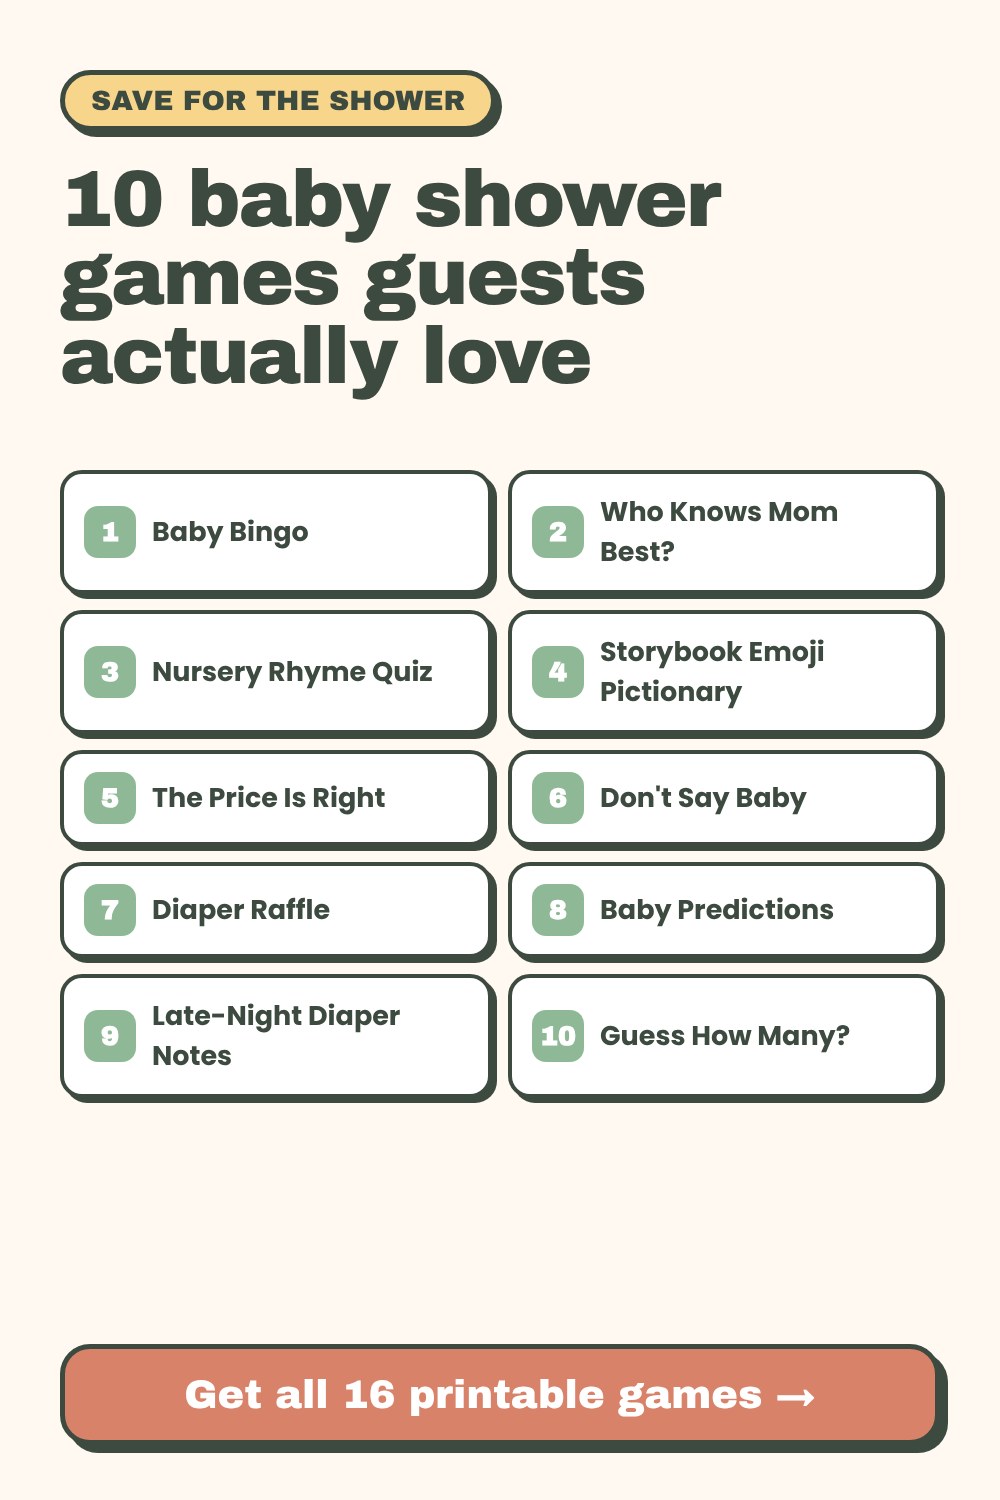 SAVE FOR THE SHOWER
10 baby shower
games guests
actually love
1 Baby Bingo
2 Who Knows Mom
Best?
3 Nursery Rhyme Quiz
4 Storybook Emoji
Pictionary
5 The Price Is Right
6 Don't Say Baby
7 Diaper Raffle
8 Baby Predictions
9 Late-Night Diaper
Notes
10 Guess How Many?
Get all 16 printable games →